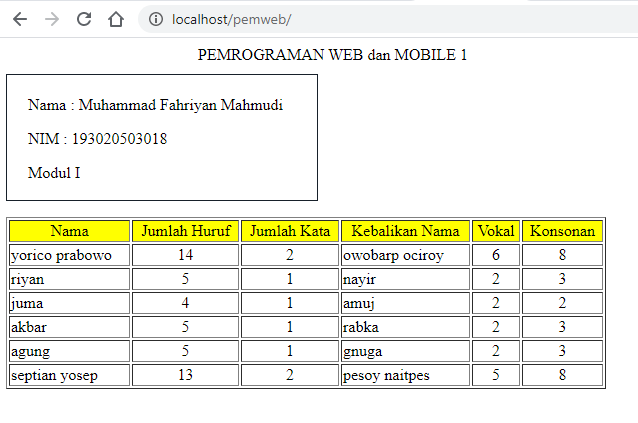 localhost/pemweb/
PEMROGRAMAN WEB dan MOBILE 1
Nama : Muhammad Fahriyan Mahmudi
NIM : 193020503018
Modul I
Nama Jumlah Huruf Jumlah Kata Kebalikan Nama Vokal Konsonan
yorico prabowo 14 2 owobarp ociroy 6 8
riyan 5 1 nayir 2 3
juma 4 1 amuj 2 2
akbar 5 1 rabka 2 3
agung 5 1 gnuga 2 3
septian yosep 13 2 pesoy naitpes 5 8